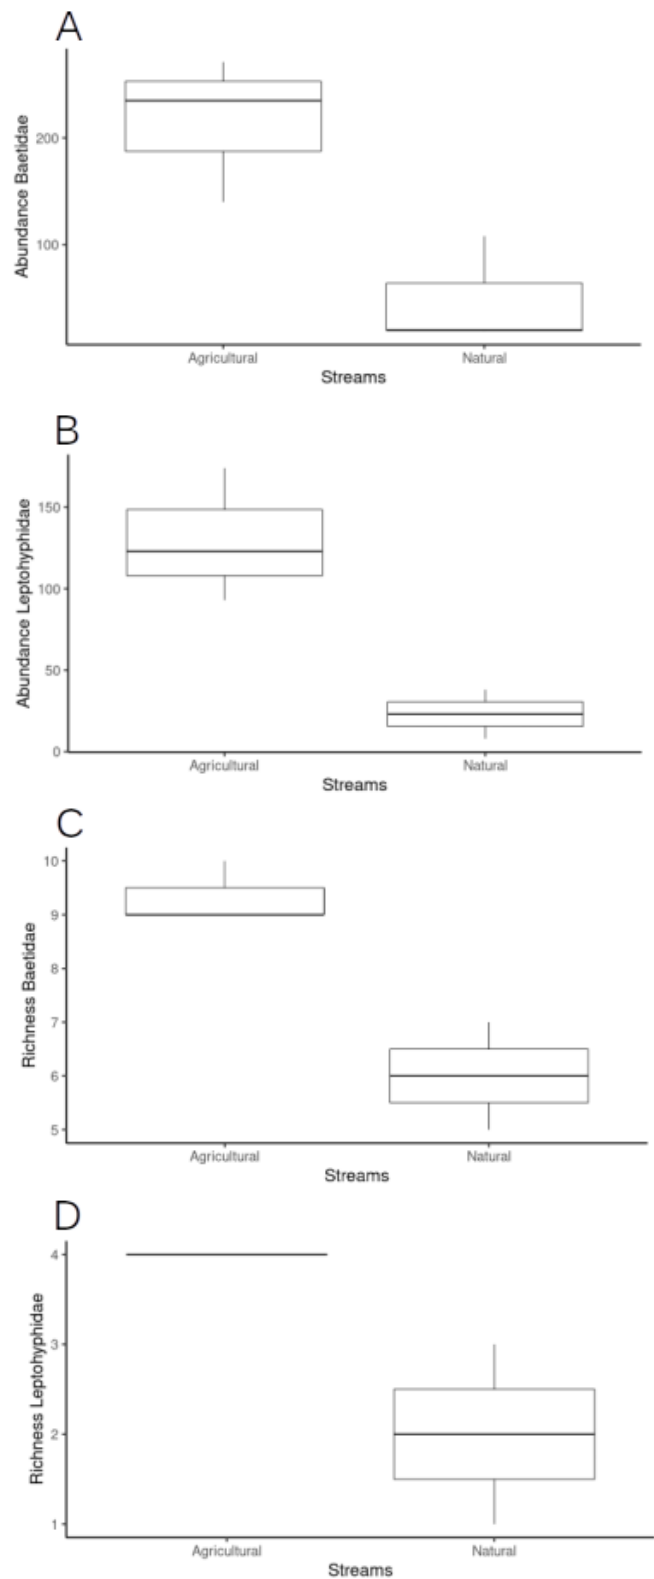 A
Abundance Baetidae
200
100
Agricultural Natural
Streams
B
Abundance Leptohyphidae
150
100
50
0
Agricultural Natural
Streams
C
Richness Baetidae
10
9
8
7
6
5
Agricultural Natural
Streams
D
Richness Leptohyphidae
4
3
2
1
Agricultural Natural
Streams